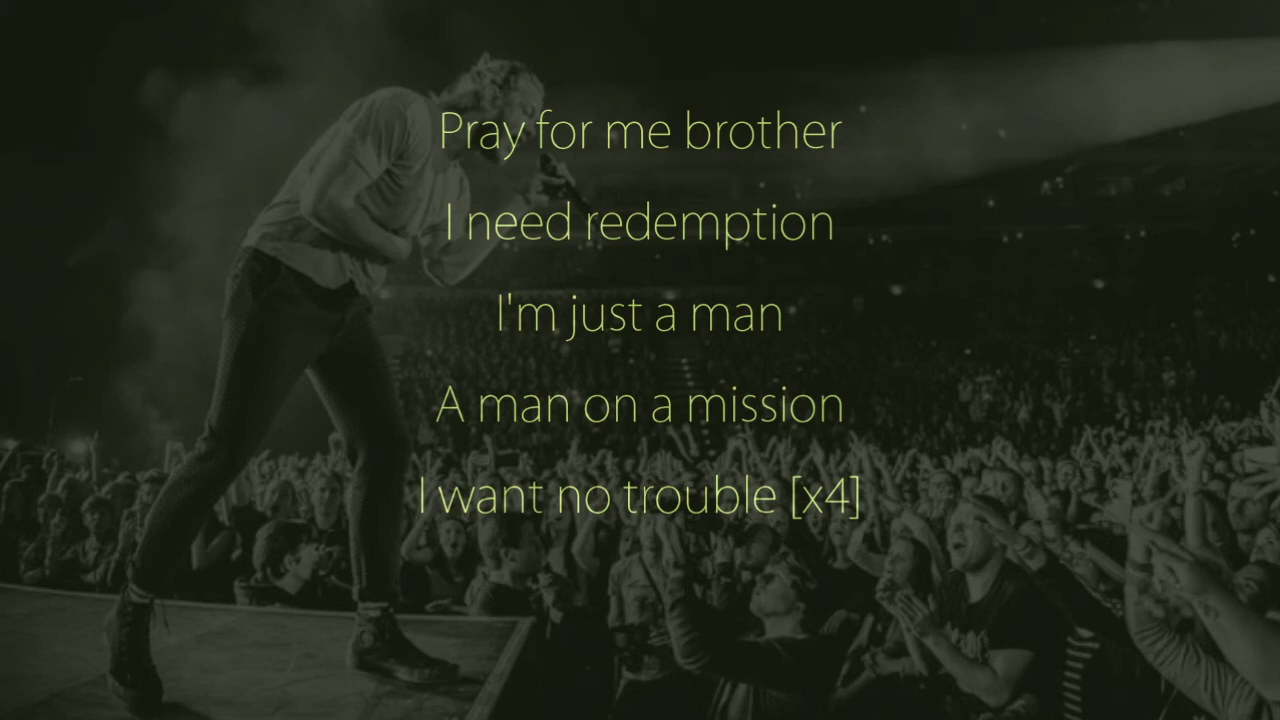 Pray for me brother
I need redemption
I'm just a man
A man on a mission
I want no trouble [x4]